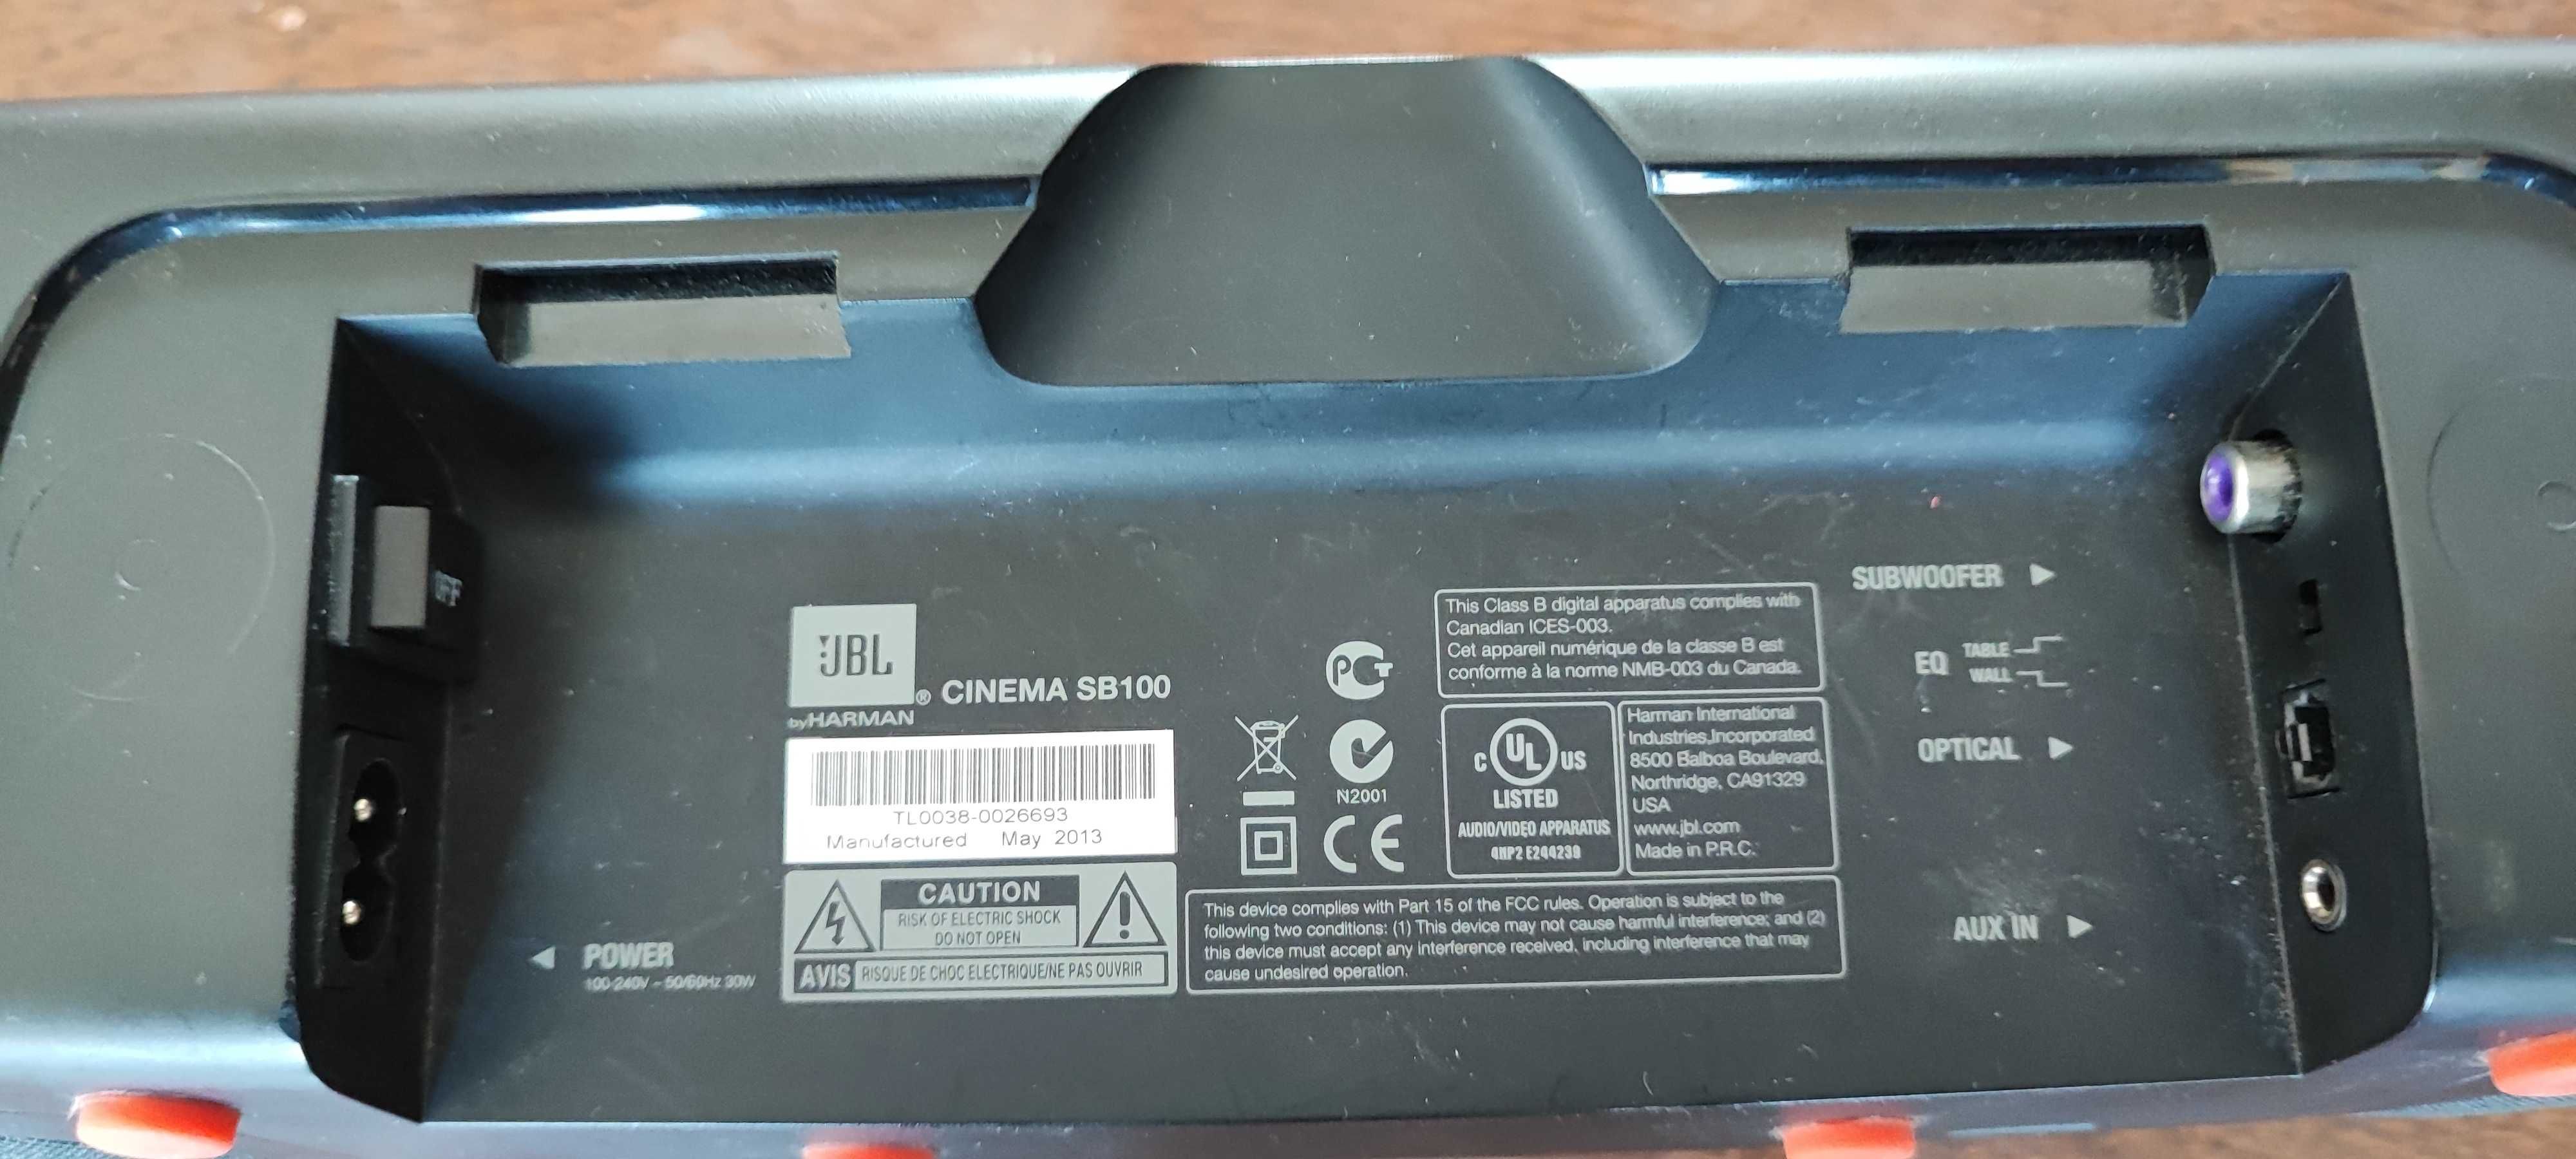 OFF
JBL
® CINEMA SB100
by HARMAN
TL0038-0026693
Manufactured May 2013
CAUTION
RISK OF ELECTRIC SHOCK
DO NOT OPEN
AVIS RISQUE DE CHOC ELECTRIQUE/NE PAS OUVRIR
POWER
100-240V ~ 50/60Hz 30W
PCT
N2001
CE
This Class B digital apparatus complies with
Canadian ICES-003.
Cet appareil numérique de la classe B est
conforme à la norme NMB-003 du Canada.
C UL US
LISTED
AUDIO/VIDEO APPARATUS
4HP2 E244239
Harman International
Industries,Incorporated
8500 Balboa Boulevard,
Northridge, CA91329
USA
www.jbl.com
Made in P.R.C.
This device complies with Part 15 of the FCC rules. Operation is subject to the
following two conditions: (1) This device may not cause harmful interference; and (2)
this device must accept any interference received, including interference that may
cause undesired operation.
SUBWOOFER
EQ TABLE
WALL
OPTICAL
AUX IN